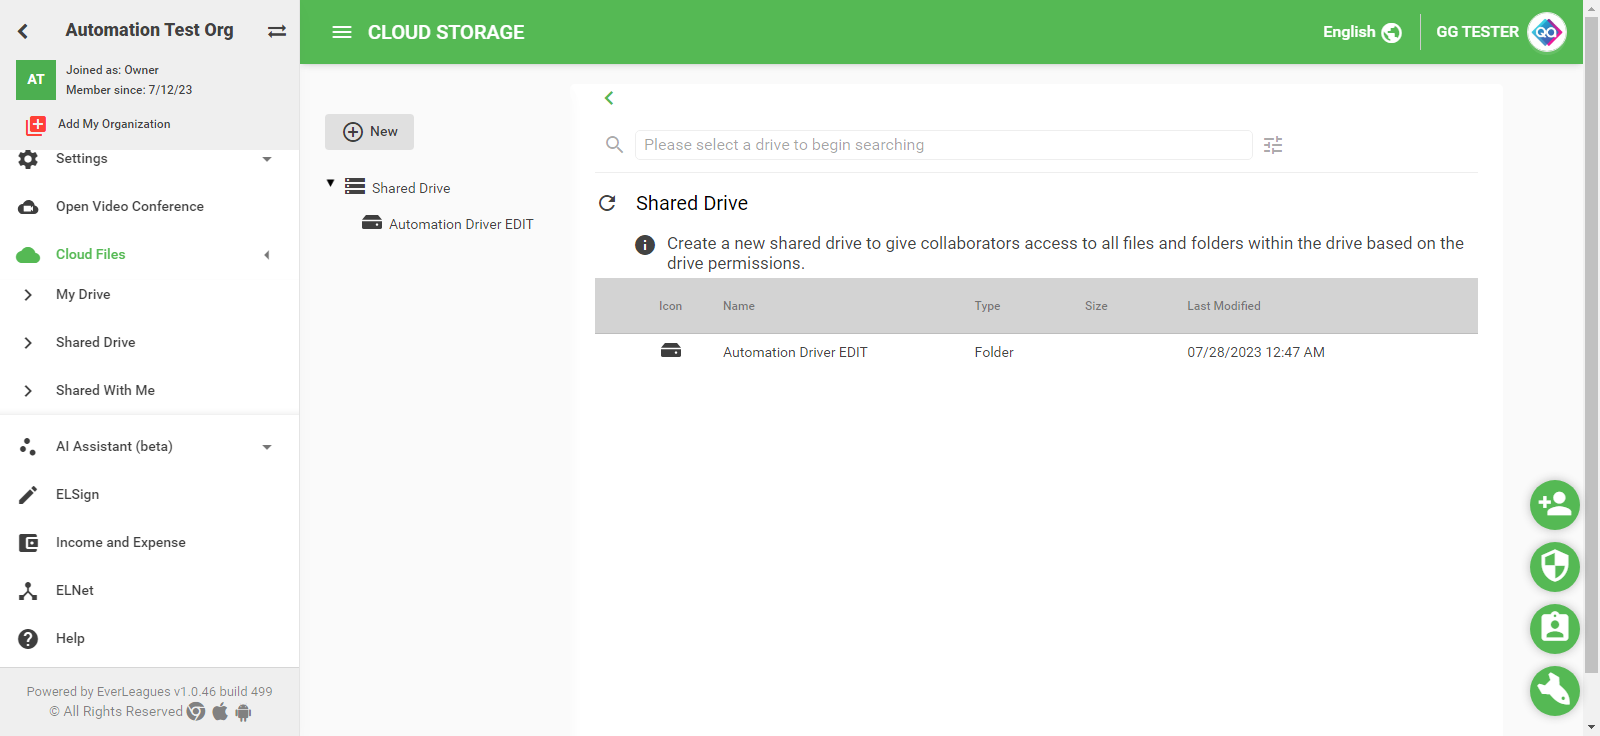 Automation Test Org
AT
Joined as: Owner
Member since: 7/12/23
Add My Organization
Settings
Open Video Conference
Cloud Files
My Drive
Shared Drive
Shared With Me
AI Assistant (beta)
ELSign
Income and Expense
ELNet
Help
Powered by EverLeagues v1.0.46 build 499
© All Rights Reserved
CLOUD STORAGE
English
GG TESTER
QA
New
Shared Drive
Automation Driver EDIT
Please select a drive to begin searching
Shared Drive
Create a new shared drive to give collaborators access to all files and folders within the drive based on the
drive permissions.
Icon Name Type Size Last Modified
Automation Driver EDIT Folder 07/28/2023 12:47 AM